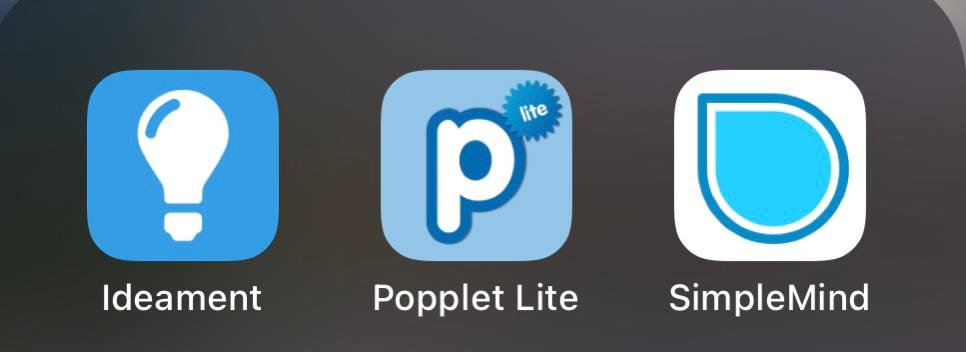 lite
p
Ideament
Popplet Lite
SimpleMind